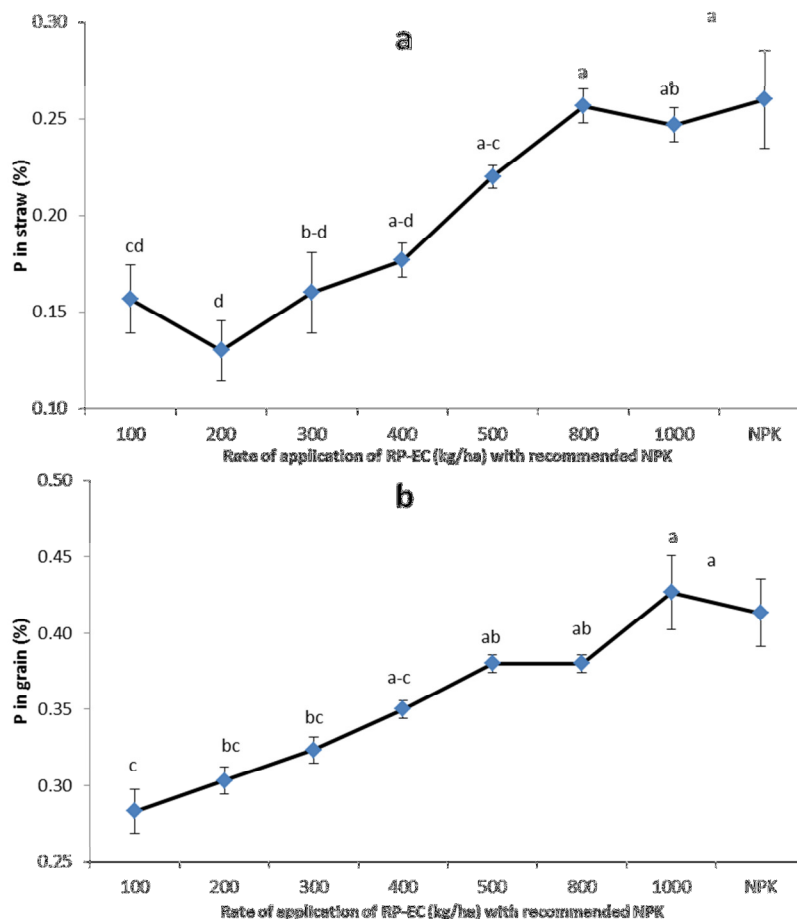 0.30
a
a
a
ab
0.25
a-c
P in straw (%)
0.20
a-d
b-d
cd
0.15
d
0.10
100 200 300 400 500 800 1000 NPK
Rate of application of RP-EC (kg/ha) with recommended NPK
0.50
b
0.45
a
a
0.40
P in grain (%)
ab ab
0.35
a-c
bc
bc
0.30
c
0.25
100 200 300 400 500 800 1000 NPK
Rate of application of RP-EC (kg/ha) with recommended NPK